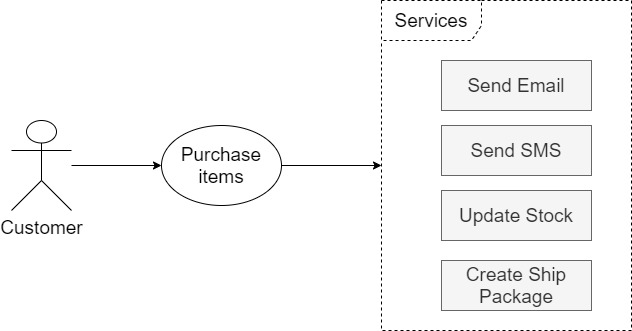 Services
Send Email
Send SMS
Update Stock
Create Ship
Package
Purchase
items
Customer